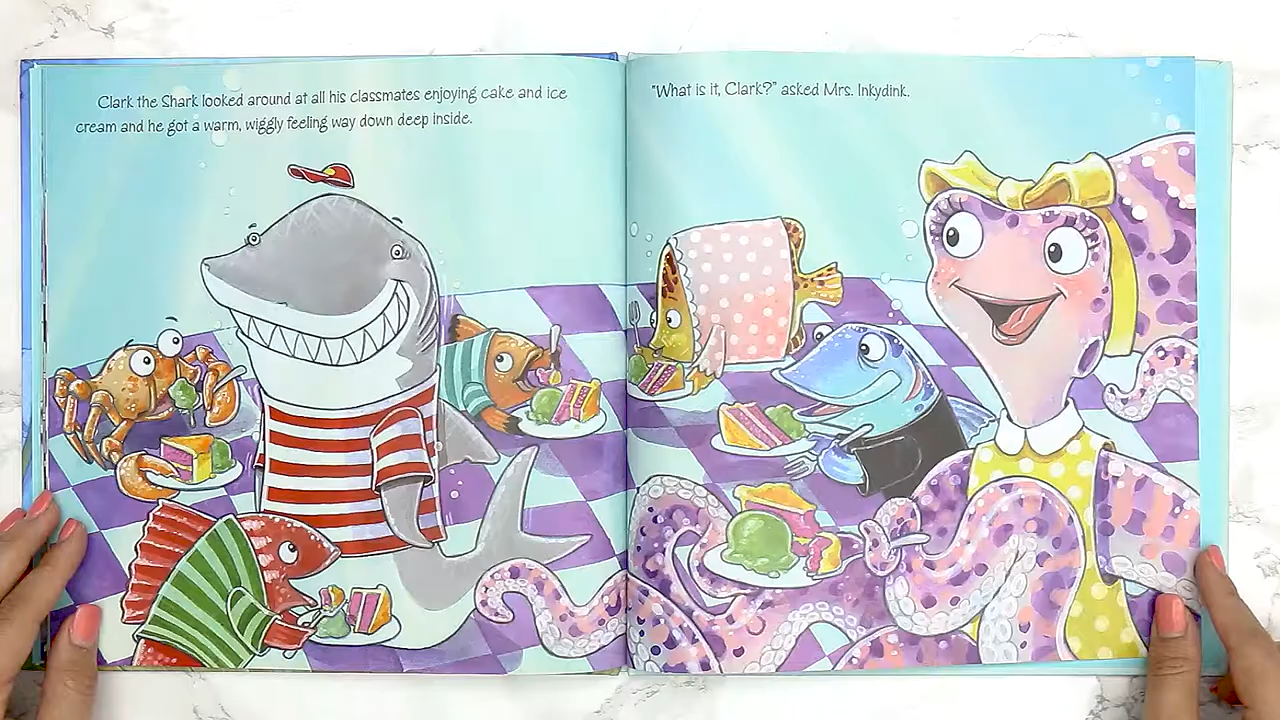 Clark the Shark looked around at all his classmates enjoying cake and ice
cream and he got a warm, wiggly feeling way down deep inside.
"What is it, Clark?" asked Mrs. Inkydink.